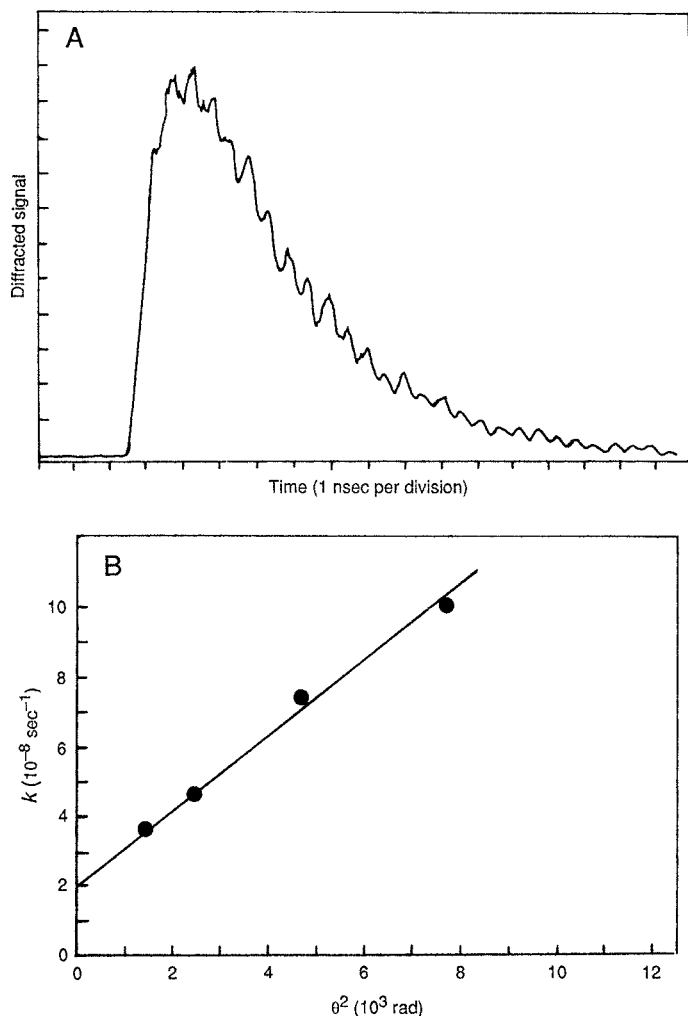 A
Diffracted signal
Time (1 nsec per division)
B
10
8
6
4
2
0
k (10⁻⁸ sec⁻¹)
0 2 4 6 8 10 12
θ² (10³ rad)